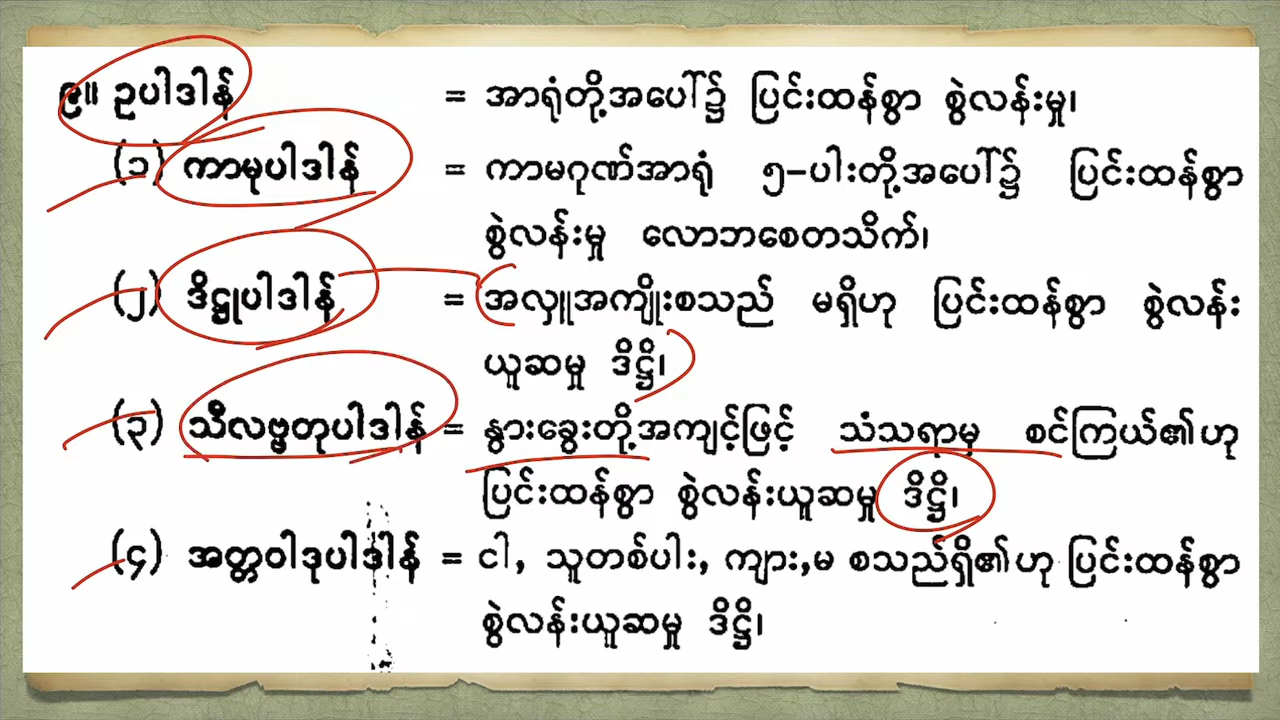 ၉။ ဥပါဒါန် = အာရုံတို့အပေါ်၌ ပြင်းထန်စွာ စွဲလန်းမှု၊
(၁) ကာမုပါဒါန် = ကာမဂုဏ်အာရုံ ၅-ပါးတို့အပေါ်၌ ပြင်းထန်စွာ
စွဲလန်းမှု လောဘစေတသိက်၊
(၂) ဒိဋ္ဌုပါဒါန် = အလှူအကျိုးစသည် မရှိဟု ပြင်းထန်စွာ စွဲလန်း
ယူဆမှု ဒိဋ္ဌိ၊
(၃) သီလဗ္ဗတုပါဒါန် = နွားခွေးတို့အကျင့်ဖြင့် သံသရာမှ စင်ကြယ်၏ဟု
ပြင်းထန်စွာ စွဲလန်းယူဆမှု ဒိဋ္ဌိ၊
(၄) အတ္တဝါဒုပါဒါန် = ငါ, သူတစ်ပါး, ကျား,မ စသည်ရှိ၏ဟု ပြင်းထန်စွာ
စွဲလန်းယူဆမှု ဒိဋ္ဌိ၊